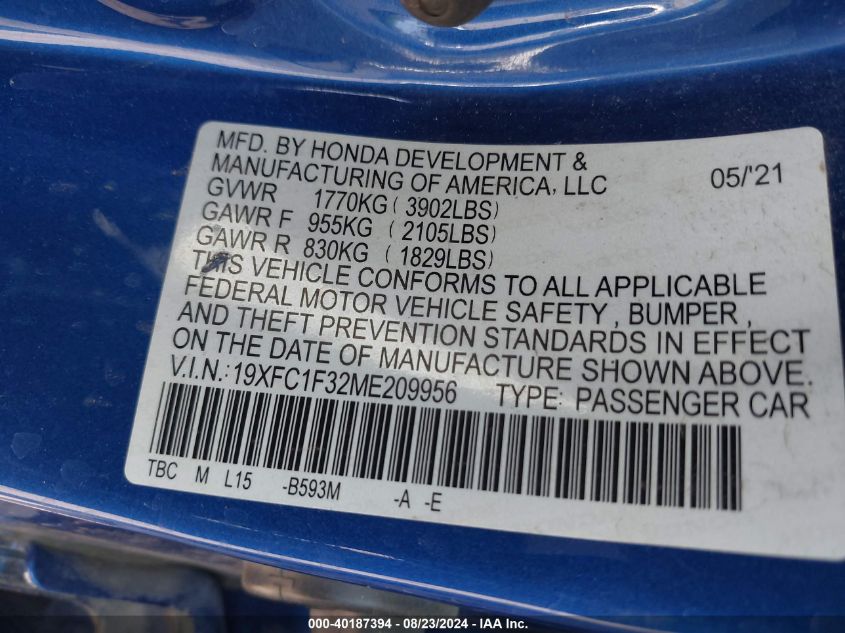 MFD. BY HONDA DEVELOPMENT &
MANUFACTURING OF AMERICA, LLC 05/'21
GVWR 1770KG ( 3902LBS)
GAWR F 955KG ( 2105LBS)
GAWR R 830KG ( 1829LBS)
THIS VEHICLE CONFORMS TO ALL APPLICABLE
FEDERAL MOTOR VEHICLE SAFETY , BUMPER ,
AND THEFT PREVENTION STANDARDS IN EFFECT
ON THE DATE OF MANUFACTURE SHOWN ABOVE.
V.I.N.: 19XFC1F32ME209956 TYPE: PASSENGER CAR
TBC M L15 -B593M -A -E
<<< -40187394 - 08/23/2024 - IAA, Inc. - >>>